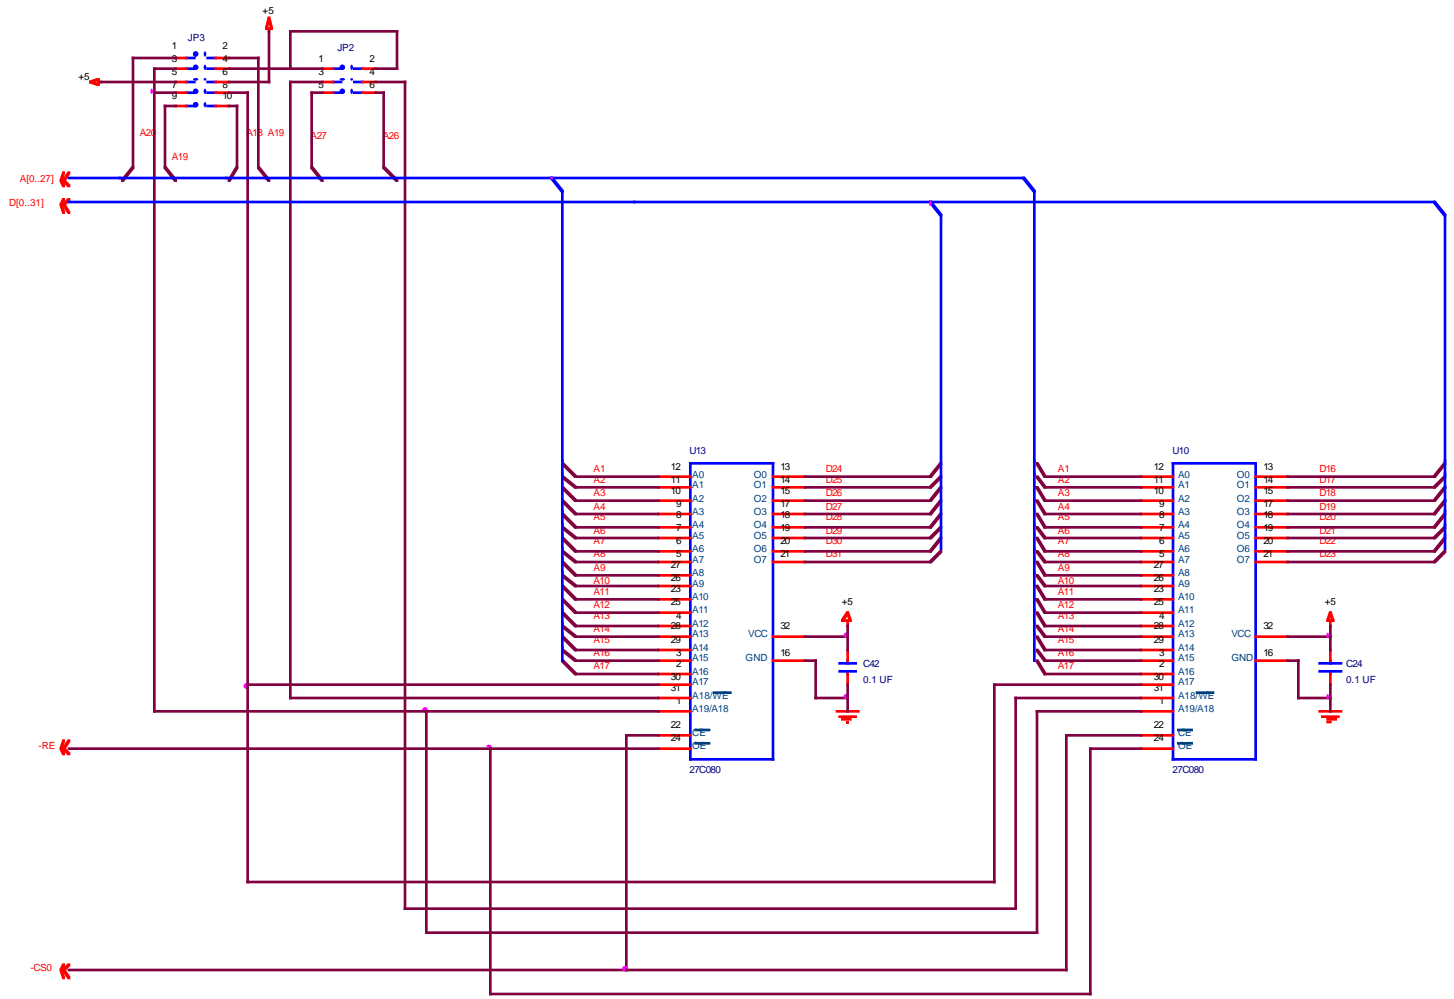 +5
JP3
JP2
1 2
3 4
5 6
7 8
9 10
+5
1 2
3 4
5 6
A20
A19
A18
A19
A27
A26
A[0..27]
D[0..31]
U13
A1 12 A0 O0 13 D24
A2 11 A1 O1 14 D25
A3 10 A2 O2 15 D26
A4 9 A3 O3 17 D27
A5 8 A4 O4 18 D28
A6 7 A5 O5 19 D29
A7 6 A6 O6 20 D30
A8 5 A7 O7 21 D31
A9 27 A8
A10 26 A9
A11 23 A10
A12 25 A11
A13 4 A12
A14 28 A13 VCC 32
A15 29 A14
A16 3 A15 GND 16
A17 2 A16
30 A17
31 A18/WE
1 A19/A18
22 CE
24 OE
27C080
+5
C42
0.1 UF
U10
A1 12 A0 O0 13 D16
A2 11 A1 O1 14 D17
A3 10 A2 O2 15 D18
A4 9 A3 O3 17 D19
A5 8 A4 O4 18 D20
A6 7 A5 O5 19 D21
A7 6 A6 O6 20 D22
A8 5 A7 O7 21 D23
A9 27 A8
A10 26 A9
A11 23 A10
A12 25 A11
A13 4 A12
A14 28 A13 VCC 32
A15 29 A14
A16 3 A15 GND 16
A17 2 A16
30 A17
31 A18/WE
1 A19/A18
22 CE
24 OE
27C080
+5
C24
0.1 UF
-RE
-CS0